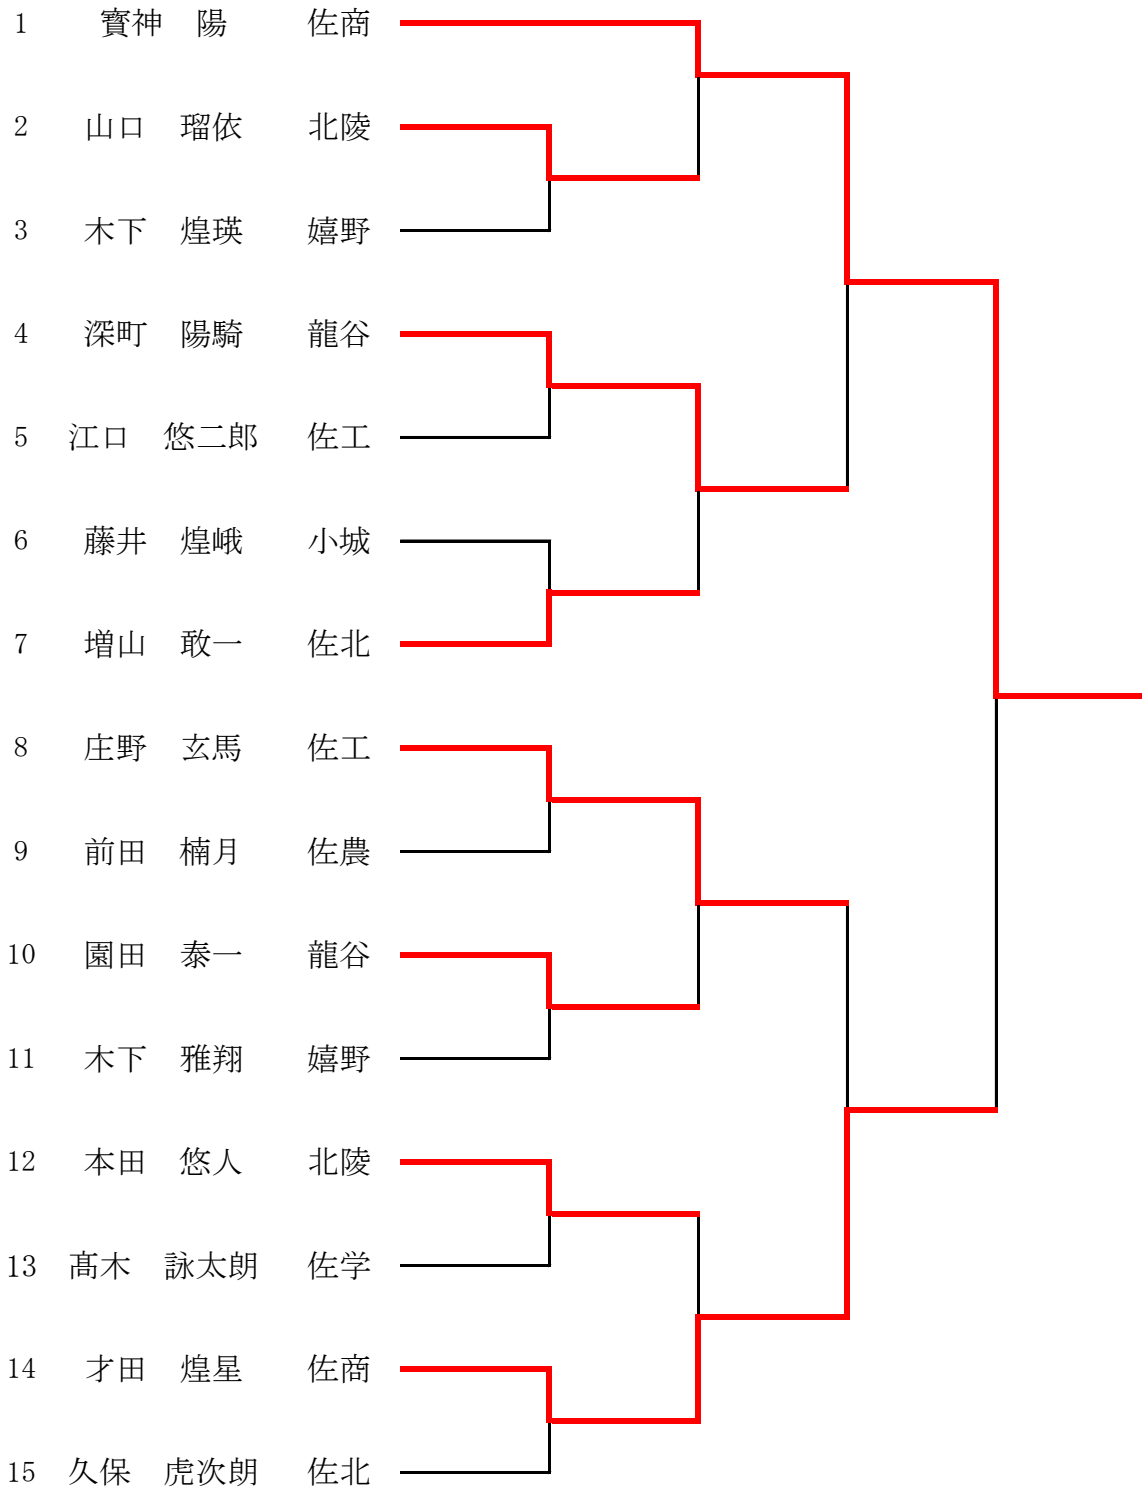 1 寳神 陽 佐商
2 山口 瑠依 北陵
3 木下 煌瑛 嬉野
4 深町 陽騎 龍谷
5 江口 悠二郎 佐工
6 藤井 煌峨 小城
7 増山 敢一 佐北
8 庄野 玄馬 佐工
9 前田 楠月 佐農
10 園田 泰一 龍谷
11 木下 雅翔 嬉野
12 本田 悠人 北陵
13 髙木 詠太朗 佐学
14 才田 煌星 佐商
15 久保 虎次朗 佐北